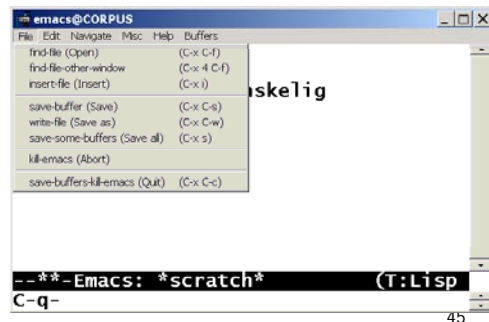 emacs@CORPUS
File Edit Navigate Misc Help Buffers
find-file (Open) (C-x C-f)
find-file-other-window (C-x 4 C-f)
insert-file (Insert) (C-x i)
save-buffer (Save) (C-x C-s)
write-file (Save as) (C-x C-w)
save-some-buffers (Save all) (C-x s)
kill-emacs (Abort)
save-buffers-kill-emacs (Quit) (C-x C-c)
nskelig
--**-Emacs: *scratch* (T:Lisp
C-q-
45